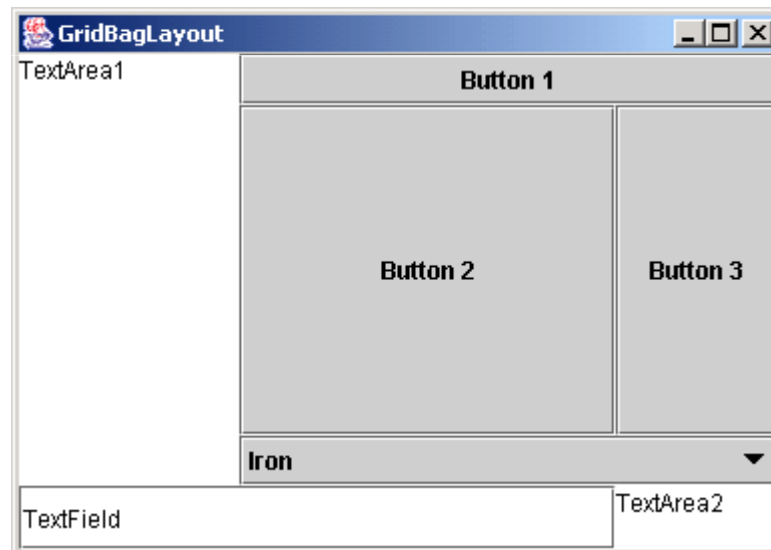 GridBagLayout
TextArea1
Button 1
Button 2
Button 3
Iron
TextField
TextArea2